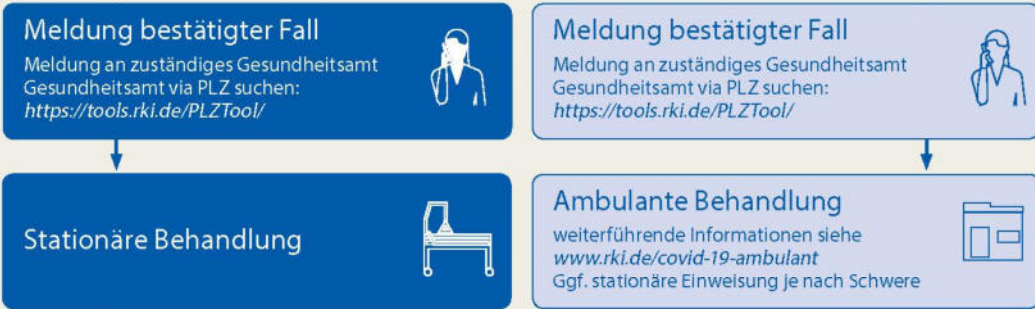 Meldung bestätigter Fall
Meldung an zuständiges Gesundheitsamt
Gesundheitsamt via PLZ suchen:
https://tools.rki.de/PLZTool/
Stationäre Behandlung
Meldung bestätigter Fall
Meldung an zuständiges Gesundheitsamt
Gesundheitsamt via PLZ suchen:
https://tools.rki.de/PLZTool/
Ambulante Behandlung
weiterführende Informationen siehe
www.rki.de/covid-19-ambulant
Ggf. stationäre Einweisung je nach Schwere